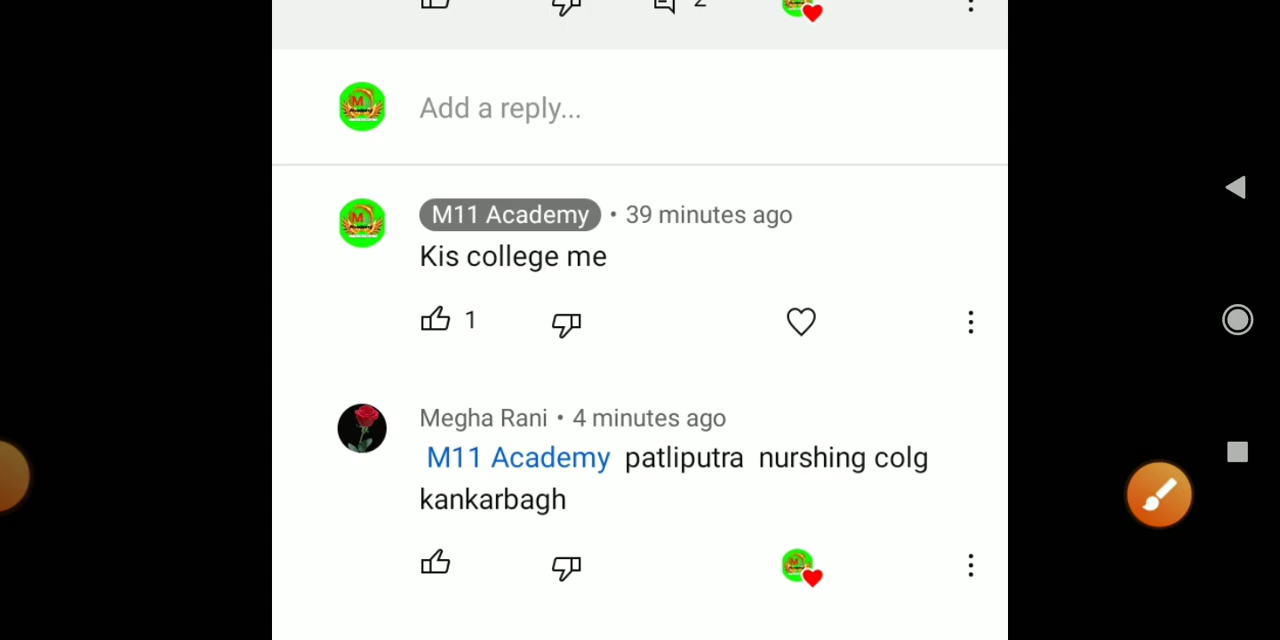 2
Add a reply...
M11 Academy • 39 minutes ago
Kis college me
1
Megha Rani • 4 minutes ago
M11 Academy patliputra nurshing colg
kankarbagh